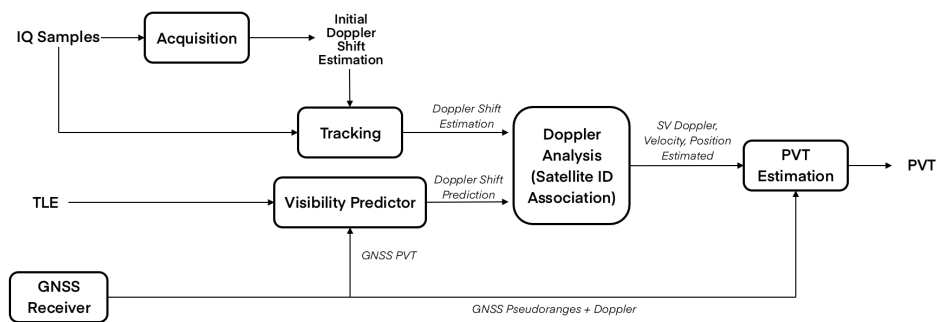 IQ Samples
Acquisition
Initial
Doppler
Shift
Estimation
Tracking
Doppler Shift
Estimation
Doppler
Analysis
(Satellite ID
Association)
SV Doppler,
Velocity, Position
Estimated
PVT
Estimation
PVT
TLE
Visibility Predictor
Doppler Shift
Prediction
GNSS PVT
GNSS
Receiver
GNSS Pseudoranges + Doppler